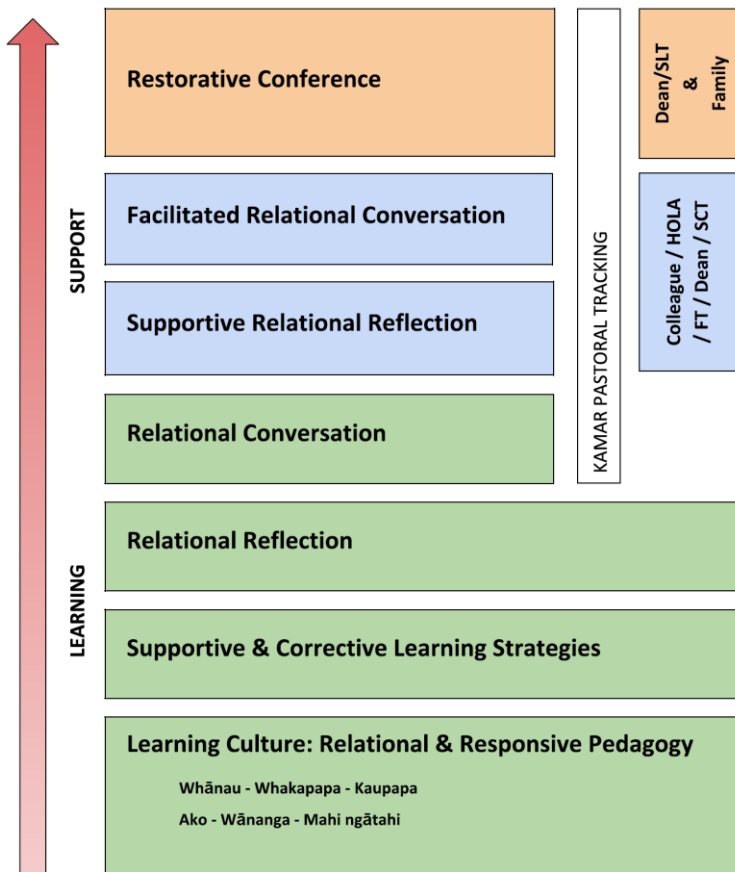 Restorative Conference
Dean/SLT
&
Family
SUPPORT
Facilitated Relational Conversation
Supportive Relational Reflection
KAMAR PASTORAL TRACKING
Colleague / HOLA
/ FT / Dean / SCT
Relational Conversation
LEARNING
Relational Reflection
Supportive & Corrective Learning Strategies
Learning Culture: Relational & Responsive Pedagogy
Whānau - Whakapapa - Kaupapa
Ako - Wānanga - Mahi ngātahi